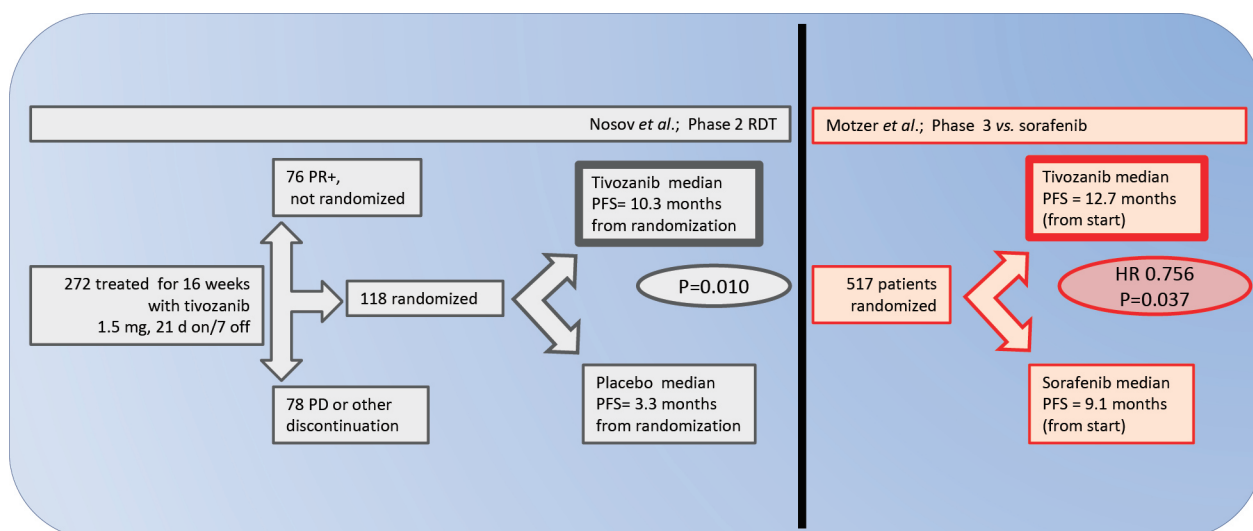 Nosov et al.; Phase 2 RDT
76 PR+,
not randomized
272 treated for 16 weeks
with tivozanib
1.5 mg, 21 d on/7 off
118 randomized
78 PD or other
discontinuation
Tivozanib median
PFS= 10.3 months
from randomization
P=0.010
Placebo median
PFS= 3.3 months
from randomization
Motzer et al.; Phase 3 vs. sorafenib
517 patients
randomized
Tivozanib median
PFS = 12.7 months
(from start)
HR 0.756
P=0.037
Sorafenib median
PFS = 9.1 months
(from start)